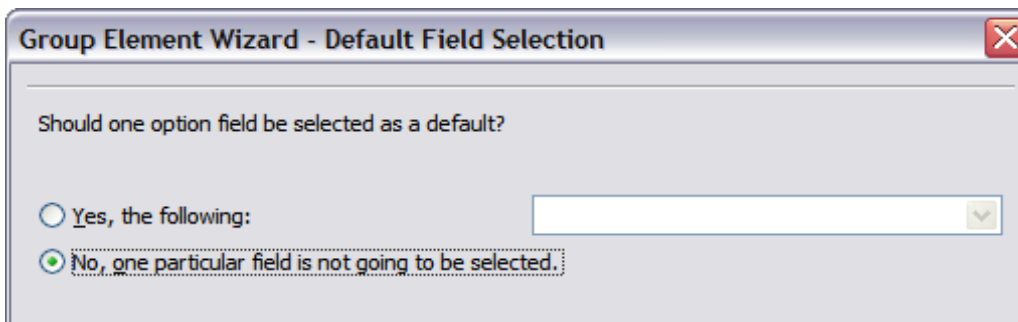 Group Element Wizard - Default Field Selection
Should one option field be selected as a default?
Yes, the following:
No, one particular field is not going to be selected.